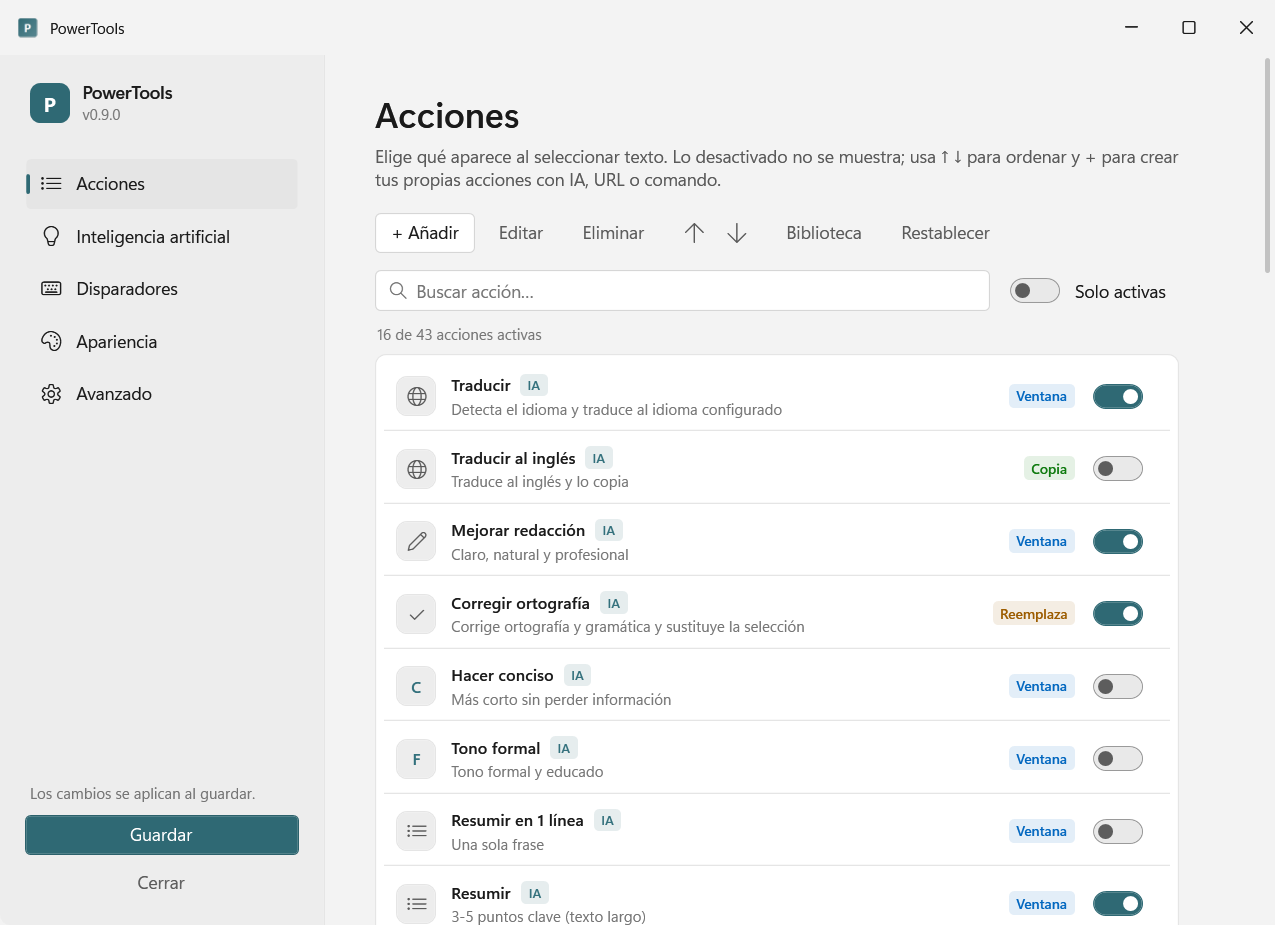 P PowerTools
P
PowerTools
v0.9.0
Acciones
Inteligencia artificial
Disparadores
Apariencia
Avanzado
Los cambios se aplican al guardar.
Guardar
Cerrar
Acciones
Elige qué aparece al seleccionar texto. Lo desactivado no se muestra; usa ↑ ↓ para ordenar y + para crear
tus propias acciones con IA, URL o comando.
+ Añadir Editar Eliminar ↑ ↓ Biblioteca Restablecer
Buscar acción... Solo activas
16 de 43 acciones activas
Traducir IA
Detecta el idioma y traduce al idioma configurado
Ventana
Traducir al inglés IA
Traduce al inglés y lo copia
Copia
Mejorar redacción IA
Claro, natural y profesional
Ventana
Corregir ortografía IA
Corrige ortografía y gramática y sustituye la selección
Reemplaza
C
Hacer conciso IA
Más corto sin perder información
Ventana
F
Tono formal IA
Tono formal y educado
Ventana
Resumir en 1 línea IA
Una sola frase
Ventana
Resumir IA
3-5 puntos clave (texto largo)
Ventana